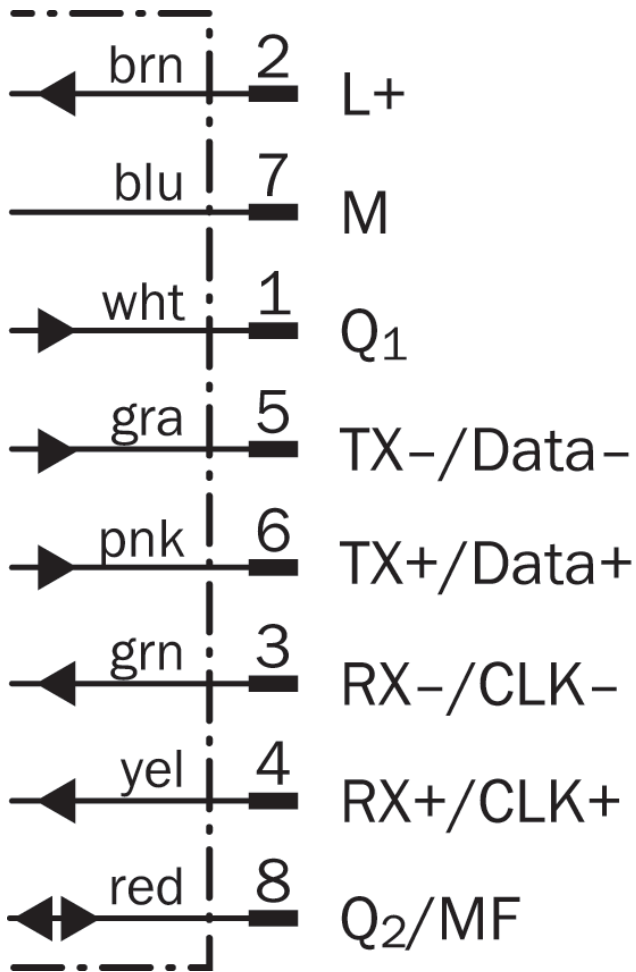 brn 2 L+
blu 7 M
wht 1 Q1
gra 5 TX–/Data–
pnk 6 TX+/Data+
grn 3 RX–/CLK–
yel 4 RX+/CLK+
red 8 Q2/MF